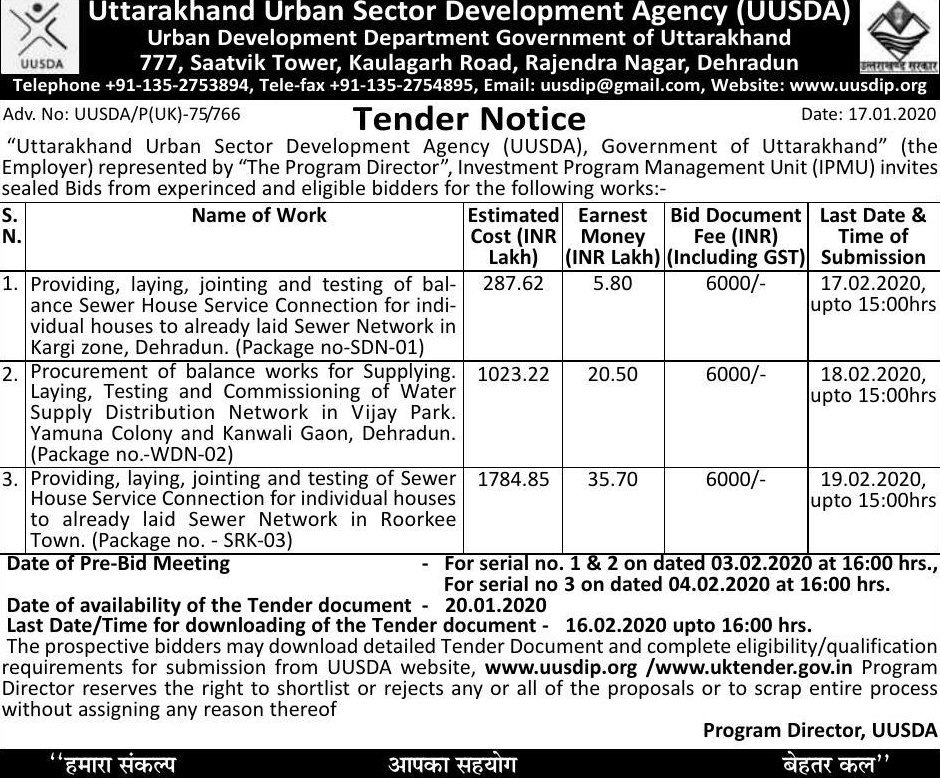 Uttarakhand Urban Sector Development Agency (UUSDA)
Urban Development Department Government of Uttarakhand
777, Saatvik Tower, Kaulagarh Road, Rajendra Nagar, Dehradun
UUSDA
उत्तराखण्ड सरकार
Telephone +91-135-2753894, Tele-fax +91-135-2754895, Email: uusdip@gmail.com, Website: www.uusdip.org
Adv. No: UUSDA/P(UK)-75/766
Tender Notice
Date: 17.01.2020
“Uttarakhand Urban Sector Development Agency (UUSDA), Government of Uttarakhand” (the
Employer) represented by “The Program Director”, Investment Program Management Unit (IPMU) invites
sealed Bids from experinced and eligible bidders for the following works:-
S. N.
Name of Work
Estimated Cost (INR Lakh)
Earnest Money (INR Lakh)
Bid Document Fee (INR) (Including GST)
Last Date & Time of Submission
1.
Providing, laying, jointing and testing of bal-
ance Sewer House Service Connection for indi-
vidual houses to already laid Sewer Network in
Kargi zone, Dehradun. (Package no-SDN-01)
287.62
5.80
6000/-
17.02.2020,
upto 15:00hrs
2.
Procurement of balance works for Supplying.
Laying, Testing and Commissioning of Water
Supply Distribution Network in Vijay Park.
Yamuna Colony and Kanwali Gaon, Dehradun.
(Package no.-WDN-02)
1023.22
20.50
6000/-
18.02.2020,
upto 15:00hrs
3.
Providing, laying, jointing and testing of Sewer
House Service Connection for individual houses
to already laid Sewer Network in Roorkee
Town. (Package no. - SRK-03)
1784.85
35.70
6000/-
19.02.2020,
upto 15:00hrs
Date of Pre-Bid Meeting - For serial no. 1 & 2 on dated 03.02.2020 at 16:00 hrs.,
For serial no 3 on dated 04.02.2020 at 16:00 hrs.
Date of availability of the Tender document - 20.01.2020
Last Date/Time for downloading of the Tender document - 16.02.2020 upto 16:00 hrs.
The prospective bidders may download detailed Tender Document and complete eligibility/qualification
requirements for submission from UUSDA website, www.uusdip.org /www.uktender.gov.in Program
Director reserves the right to shortlist or rejects any or all of the proposals or to scrap entire process
without assigning any reason thereof
Program Director, UUSDA
“हमारा संकल्प आपका सहयोग बेहतर कल”